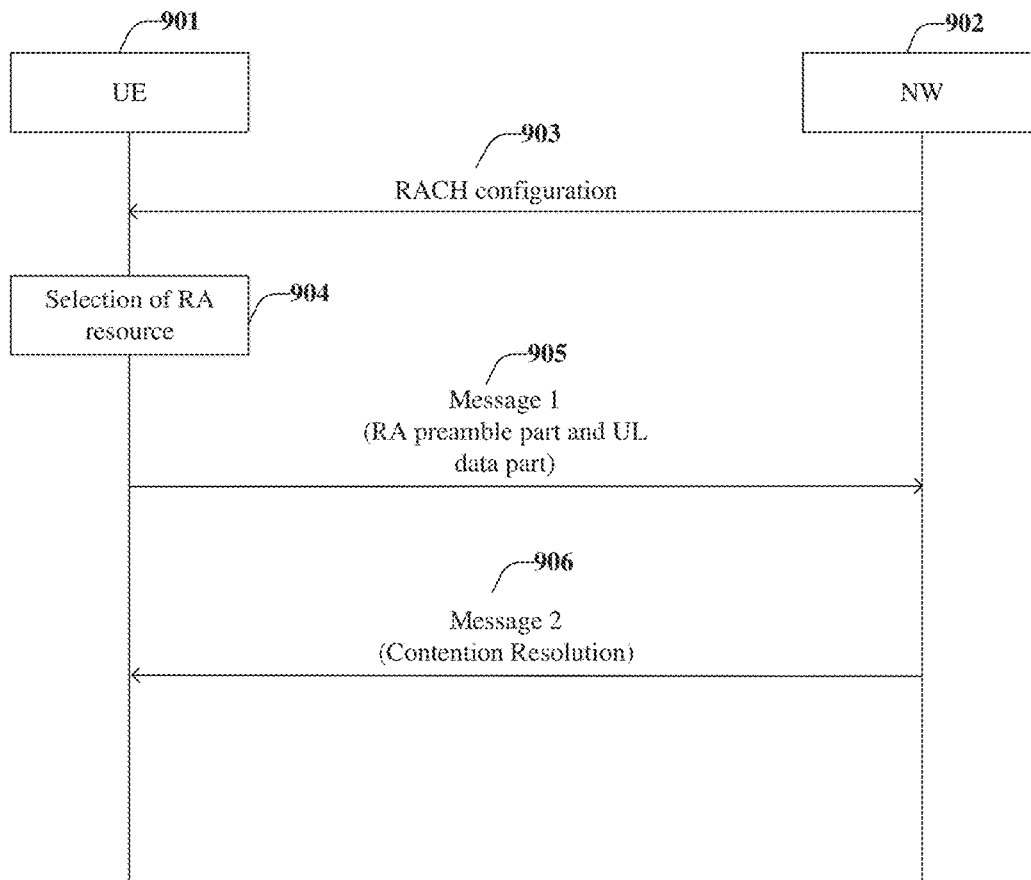 901
902
UE
NW
903
RACH configuration
Selection of RA
resource
904
905
Message 1
(RA preamble part and UL
data part)
906
Message 2
(Contention Resolution)